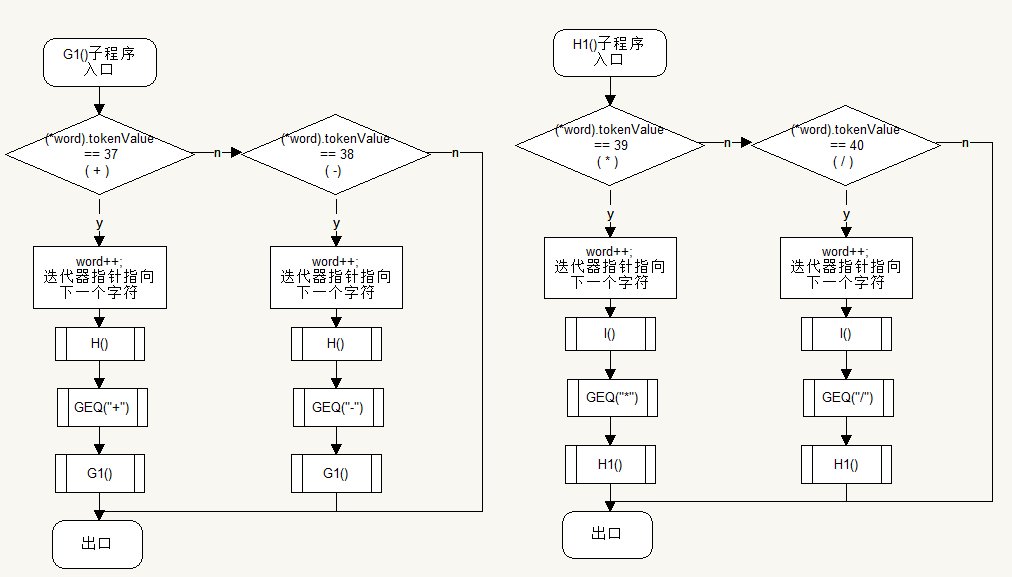 G1()子程序
入口
(*word).tokenValue
== 37
( + )
n
(*word).tokenValue
== 38
( -)
n
y
y
word++;
迭代器指针指向
下一个字符
word++;
迭代器指针指向
下一个字符
H()
H()
GEQ("+")
GEQ("-")
G1()
G1()
出口
H1()子程序
入口
(*word).tokenValue
== 39
( * )
n
(*word).tokenValue
== 40
( / )
n
y
y
word++;
迭代器指针指向
下一个字符
word++;
迭代器指针指向
下一个字符
I()
I()
GEQ("*")
GEQ("/")
H1()
H1()
出口